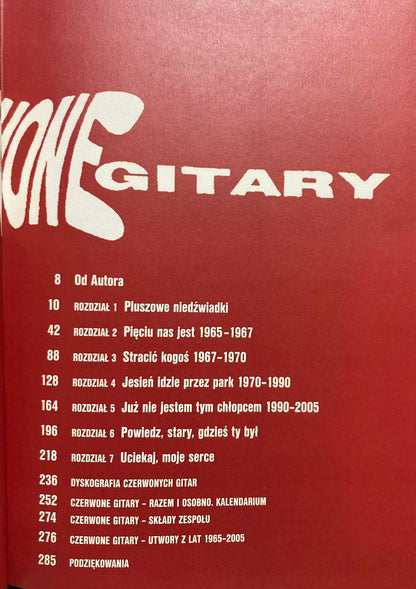 ONE GITARY
8 Od Autora
10 ROZDZIAŁ 1 Pluszowe niedźwiadki
42 ROZDZIAŁ 2 Pięciu nas jest 1965-1967
88 ROZDZIAŁ 3 Stracić kogoś 1967-1970
128 ROZDZIAŁ 4 Jesień idzie przez park 1970-1990
164 ROZDZIAŁ 5 Już nie jestem tym chłopcem 1990-2005
196 ROZDZIAŁ 6 Powiedz, stary, gdzieś ty był
218 ROZDZIAŁ 7 Uciekaj, moje serce
236 DYSKOGRAFIA CZERWONYCH GITAR
252 CZERWONE GITARY – RAZEM I OSOBNO. KALENDARIUM
274 CZERWONE GITARY – SKŁADY ZESPOŁU
276 CZERWONE GITARY – UTWORY Z LAT 1965-2005
285 PODZIĘKOWANIA